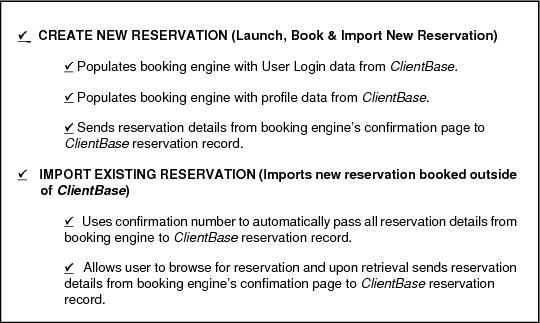 ✓ CREATE NEW RESERVATION (Launch, Book & Import New Reservation)
✓ Populates booking engine with User Login data from ClientBase.
✓ Populates booking engine with profile data from ClientBase.
✓ Sends reservation details from booking engine's confirmation page to
ClientBase reservation record.
✓ IMPORT EXISTING RESERVATION (Imports new reservation booked outside
of ClientBase)
✓ Uses confirmation number to automatically pass all reservation details from
booking engine to ClientBase reservation record.
✓ Allows user to browse for reservation and upon retrieval sends reservation
details from booking engine's confimation page to ClientBase reservation
record.